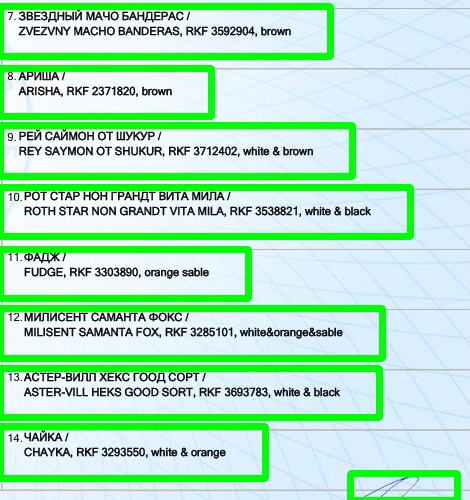 7. ЗВЕЗДНЫЙ МАЧО БАНДЕРАС /
ZVEZVNY MACHO BANDERAS, RKF 3592904, brown
8. АРИША /
ARISHA, RKF 2371820, brown
9. РЕЙ САЙМОН ОТ ШУКУР /
REY SAYMON OT SHUKUR, RKF 3712402, white & brown
10. РОТ СТАР НОН ГРАНДТ ВИТА МИЛА /
ROTH STAR NON GRANDT VITA MILA, RKF 3538821, white & black
11. ФАДЖ /
FUDGE, RKF 3303890, orange sable
12. МИЛИСЕНТ САМАНТА ФОКС /
MILISENT SAMANTA FOX, RKF 3285101, white&orange&sable
13. АСТЕР-ВИЛЛ ХЕКС ГООД СОРТ /
ASTER-VILL HEKS GOOD SORT, RKF 3693783, white & black
14. ЧАЙКА /
CHAYKA, RKF 3293550, white & orange